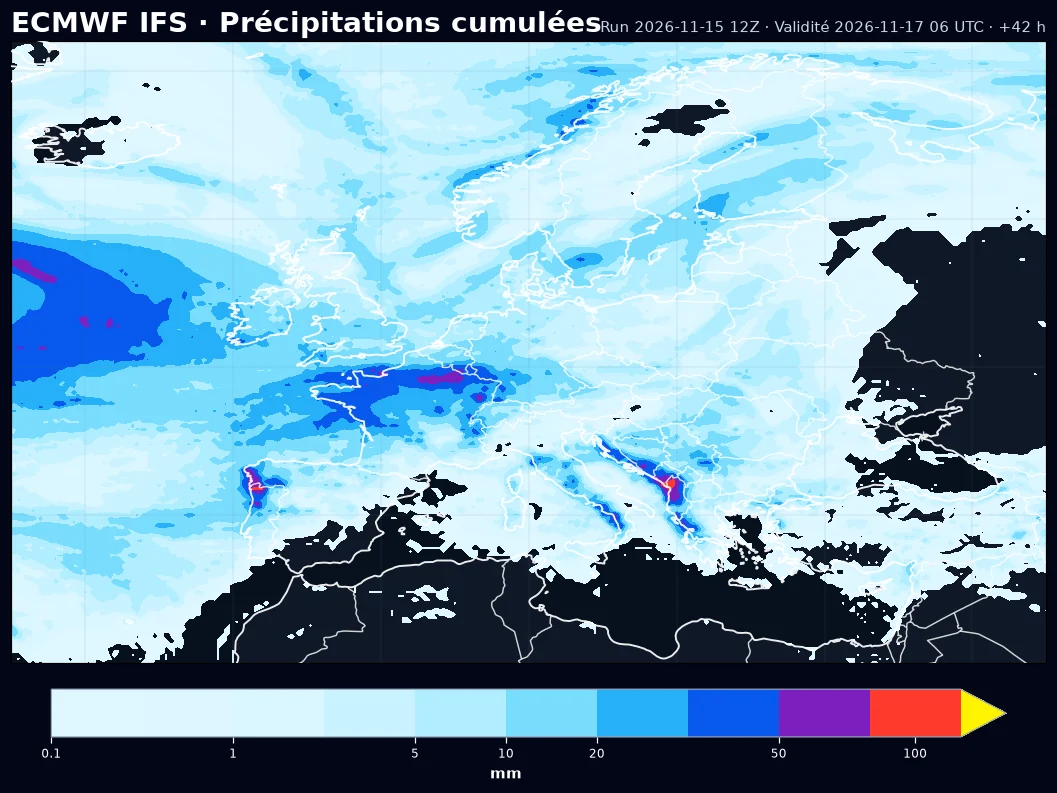 ECMWF IFS · Précipitations cumulées
Run 2026-11-15 12Z · Validité 2026-11-17 06 UTC · +42 h
0.1 1 5 10 20 50 100
mm